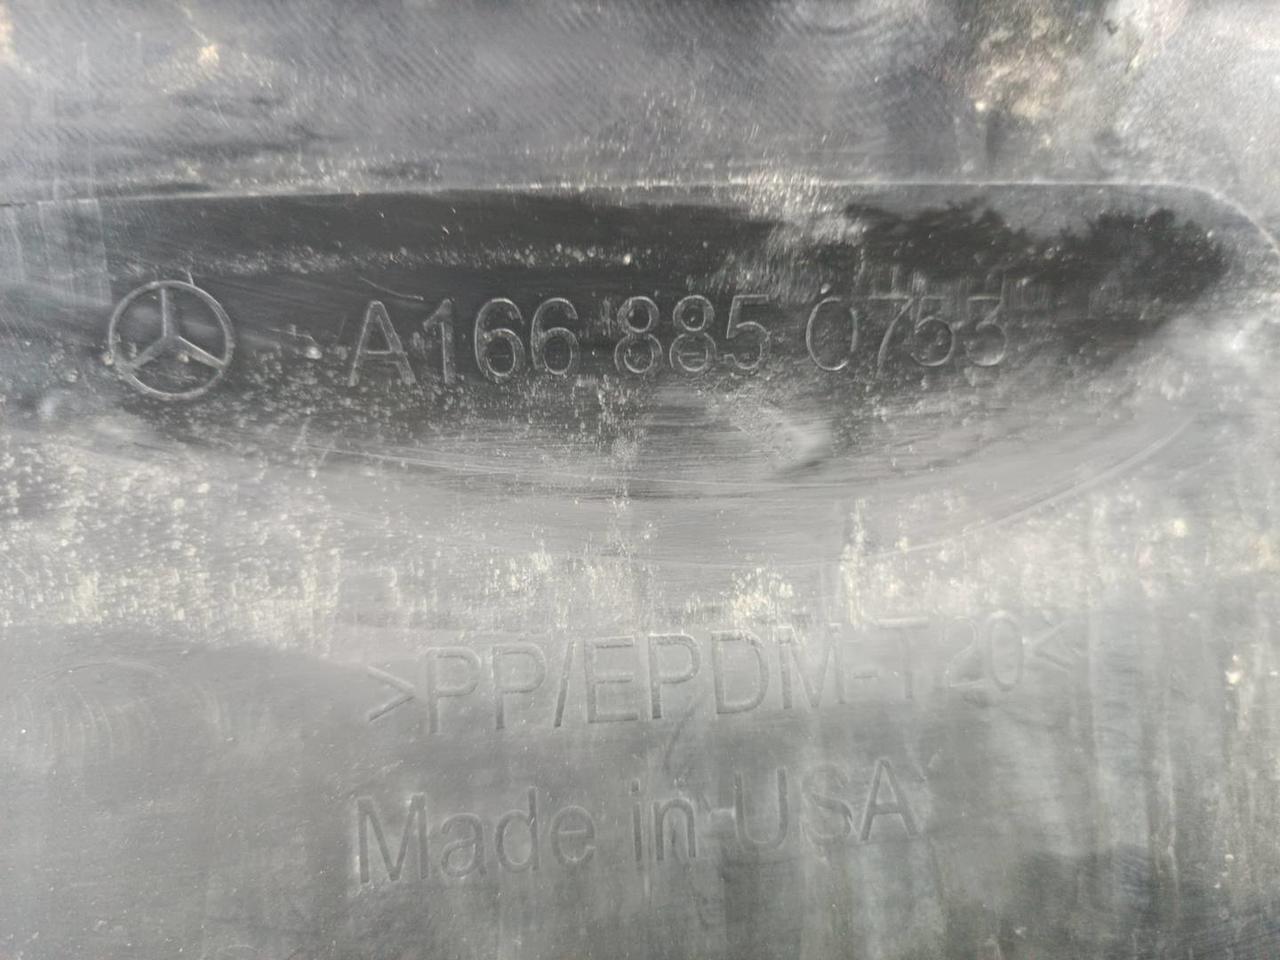 A166 885 0753
>PP/EPDM-T20<
Made in USA